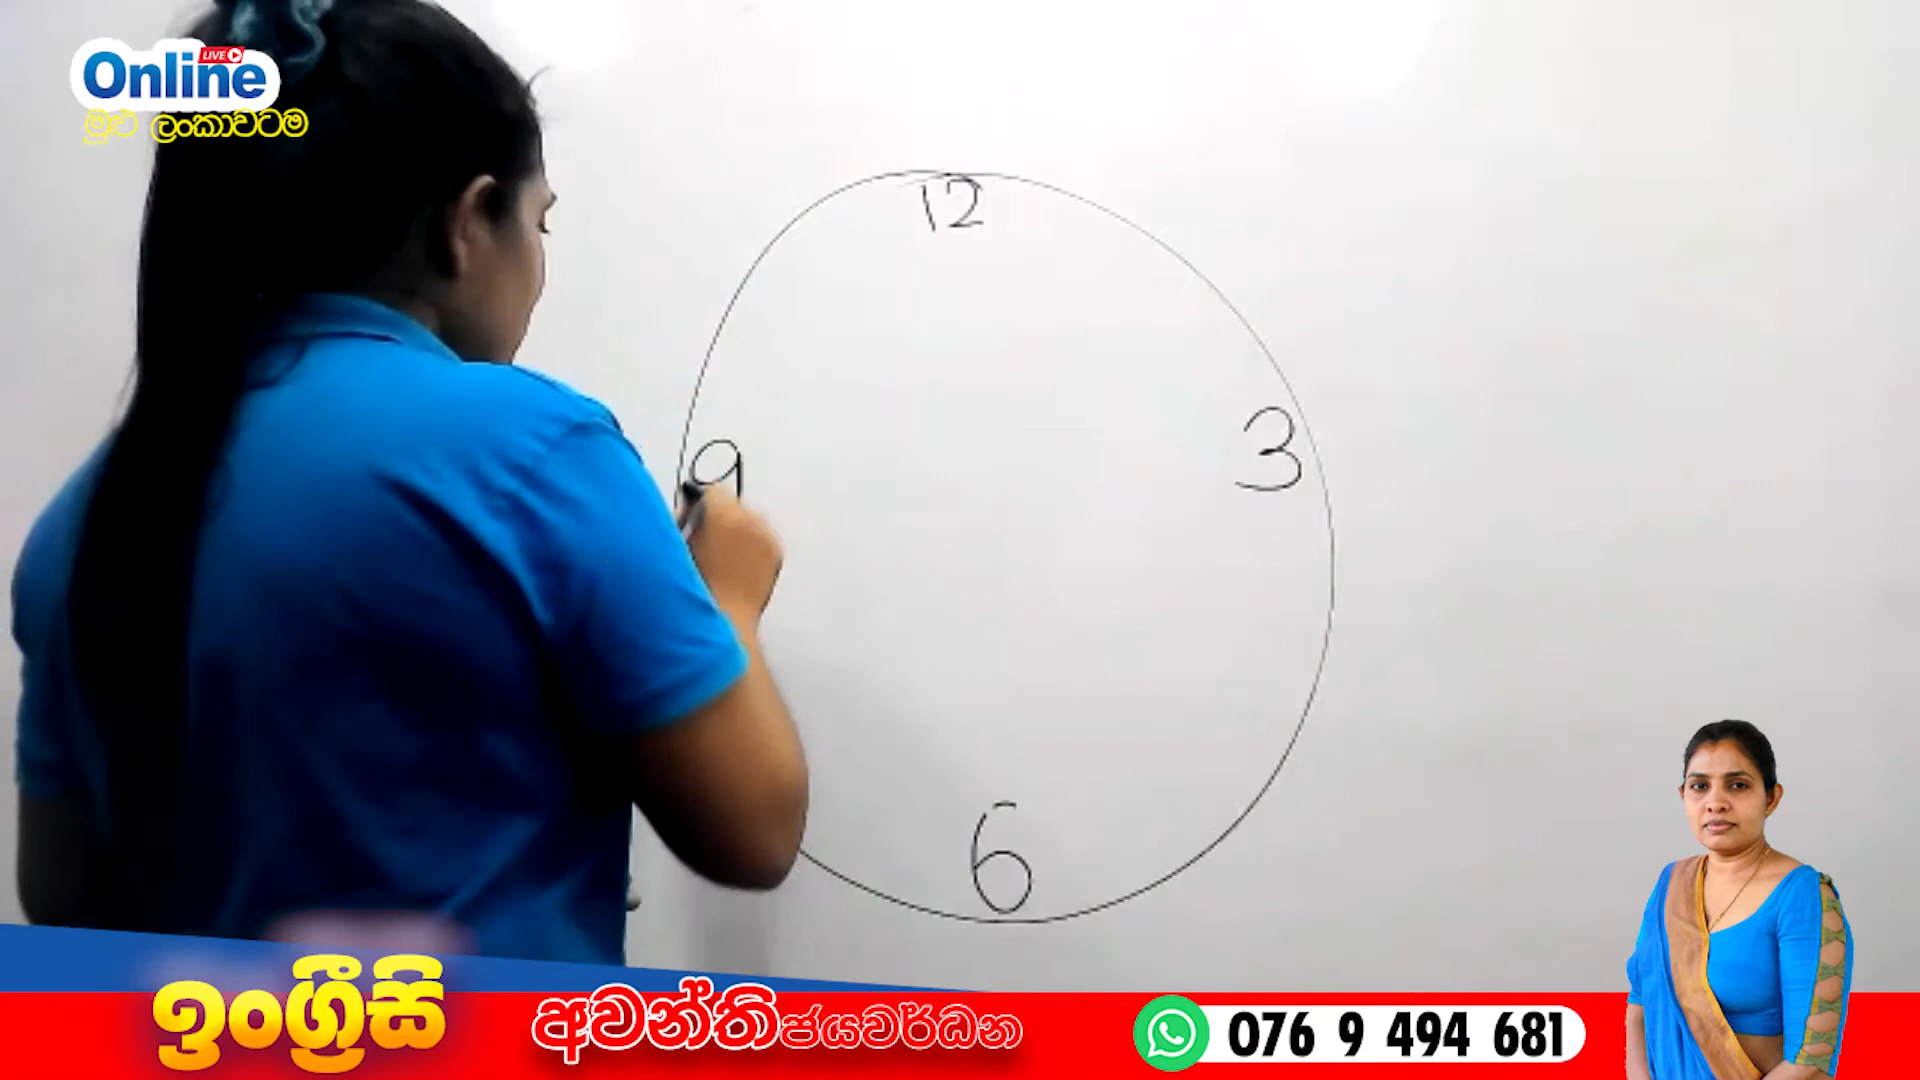 Online
LIVE
මුළු ලංකාවටම
12
9
3
6
ඉංග්‍රීසි
අවන්ති ජයවර්ධන
076 9 494 681